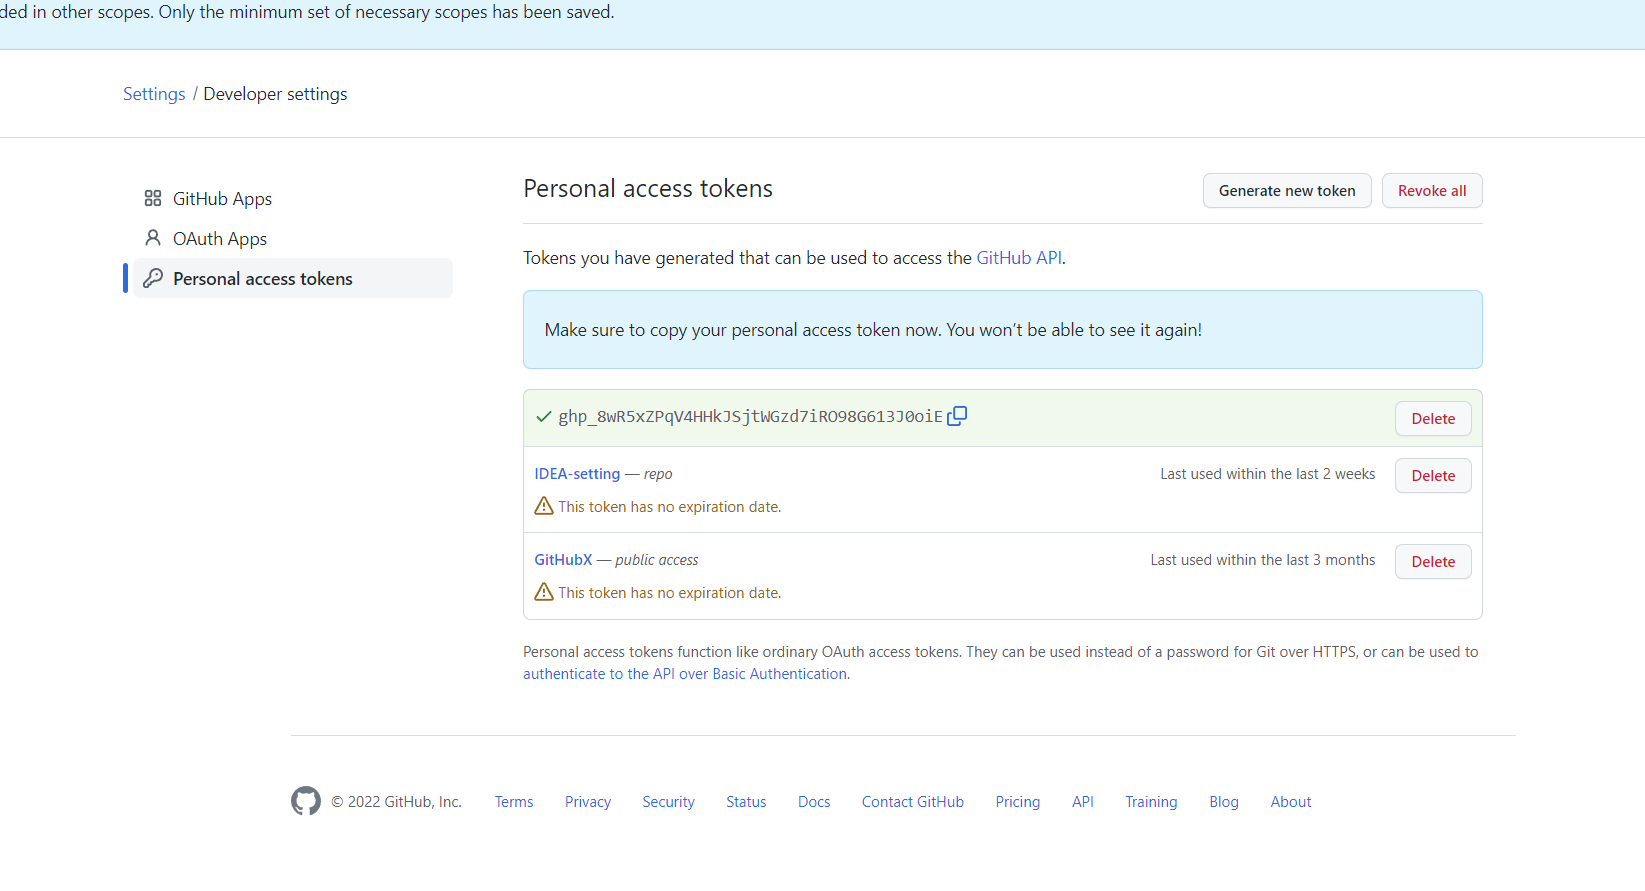 ded in other scopes. Only the minimum set of necessary scopes has been saved.
Settings / Developer settings
GitHub Apps
OAuth Apps
Personal access tokens
Personal access tokens
Generate new token
Revoke all
Tokens you have generated that can be used to access the GitHub API.
Make sure to copy your personal access token now. You won’t be able to see it again!
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
Delete
IDEA-setting — repo
Last used within the last 2 weeks
Delete
This token has no expiration date.
GitHubX — public access
Last used within the last 3 months
Delete
This token has no expiration date.
Personal access tokens function like ordinary OAuth access tokens. They can be used instead of a password for Git over HTTPS, or can be used to
authenticate to the API over Basic Authentication.
© 2022 GitHub, Inc.
Terms
Privacy
Security
Status
Docs
Contact GitHub
Pricing
API
Training
Blog
About